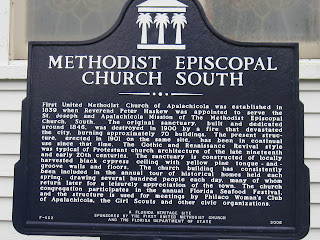 METHODIST EPISCOPAL
CHURCH SOUTH
First United Methodist Church of Apalachicola was established in
1839 when Reverend Peter Haskew was appointed to serve the
St. Joseph and Apalachicola Mission of The Methodist Episcopal
Church, South. The original sanctuary, built and dedicated
around 1846, was destroyed in 1900 by a fire that devastated
the city, burning approximately 70 buildings. The present struc-
ture, erected in 1901 on the same site, has been in continual
use since that time. The Gothic and Renaissance Revival style
was typical of Protestant church architecture of the late nineteenth
and early 20th centuries. The sanctuary is constructed of locally
harvested black cypress ceiling with yellow pine tongue-and-
groove walls and floors. The church building has consistently
been included in the annual tour of historical homes held each
spring, drawing several hundred people each day, many of whom
return later for a leisurely appreciation of the town. The church
congregation participates in the annual Florida Seafood Festival,
and the structure is used for meetings by Philaco Woman's Club
of Apalachicola, the Girl Scouts and other civic organizations.
A FLORIDA HERITAGE SITE
SPONSORED BY THE FIRST UNITED METHODIST CHURCH
F-602 AND THE FLORIDA DEPARTMENT OF STATE 2008